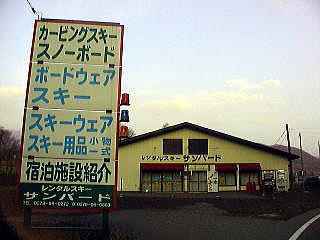 カービングスキー
スノーボード
ボードウェア
スキー
スキーウェア
スキー用品 小物一式
宿泊施設紹介
レンタルスキー
サンバード
レンタルスキー サンバード